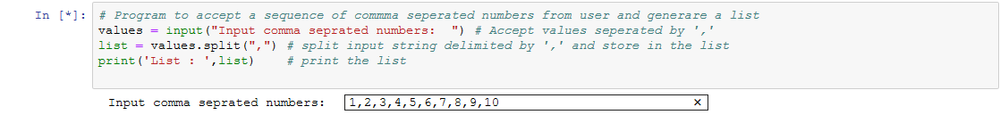 In [*]: # Program to accept a sequence of commma seperated numbers from user and generare a list
values = input("Input comma seprated numbers:  ") # Accept values seperated by ','
list = values.split(",") # split input string delimited by ',' and store in the list
print('List : ',list)    # print the list
Input comma seprated numbers:  1,2,3,4,5,6,7,8,9,10 ×